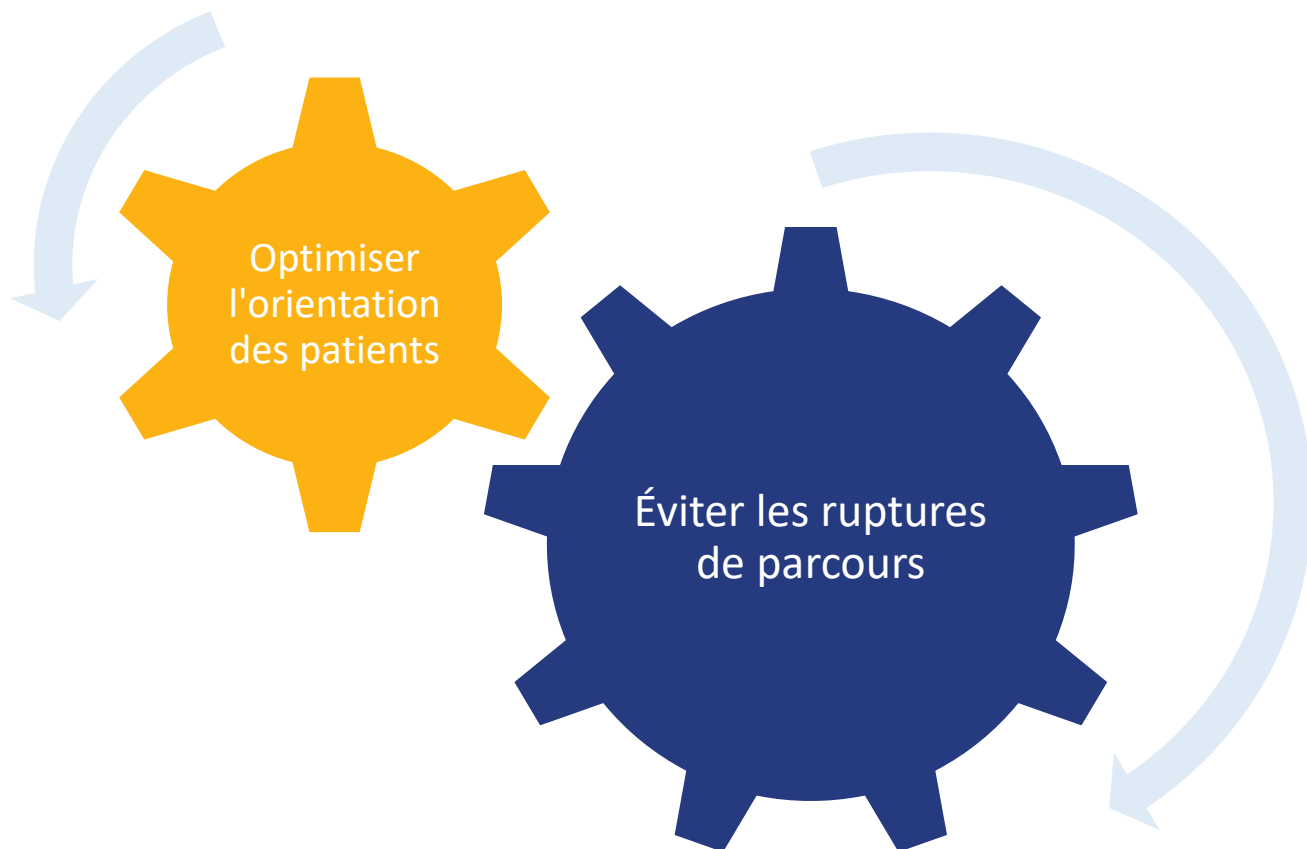 Optimiser
l'orientation
des patients
Éviter les ruptures
de parcours